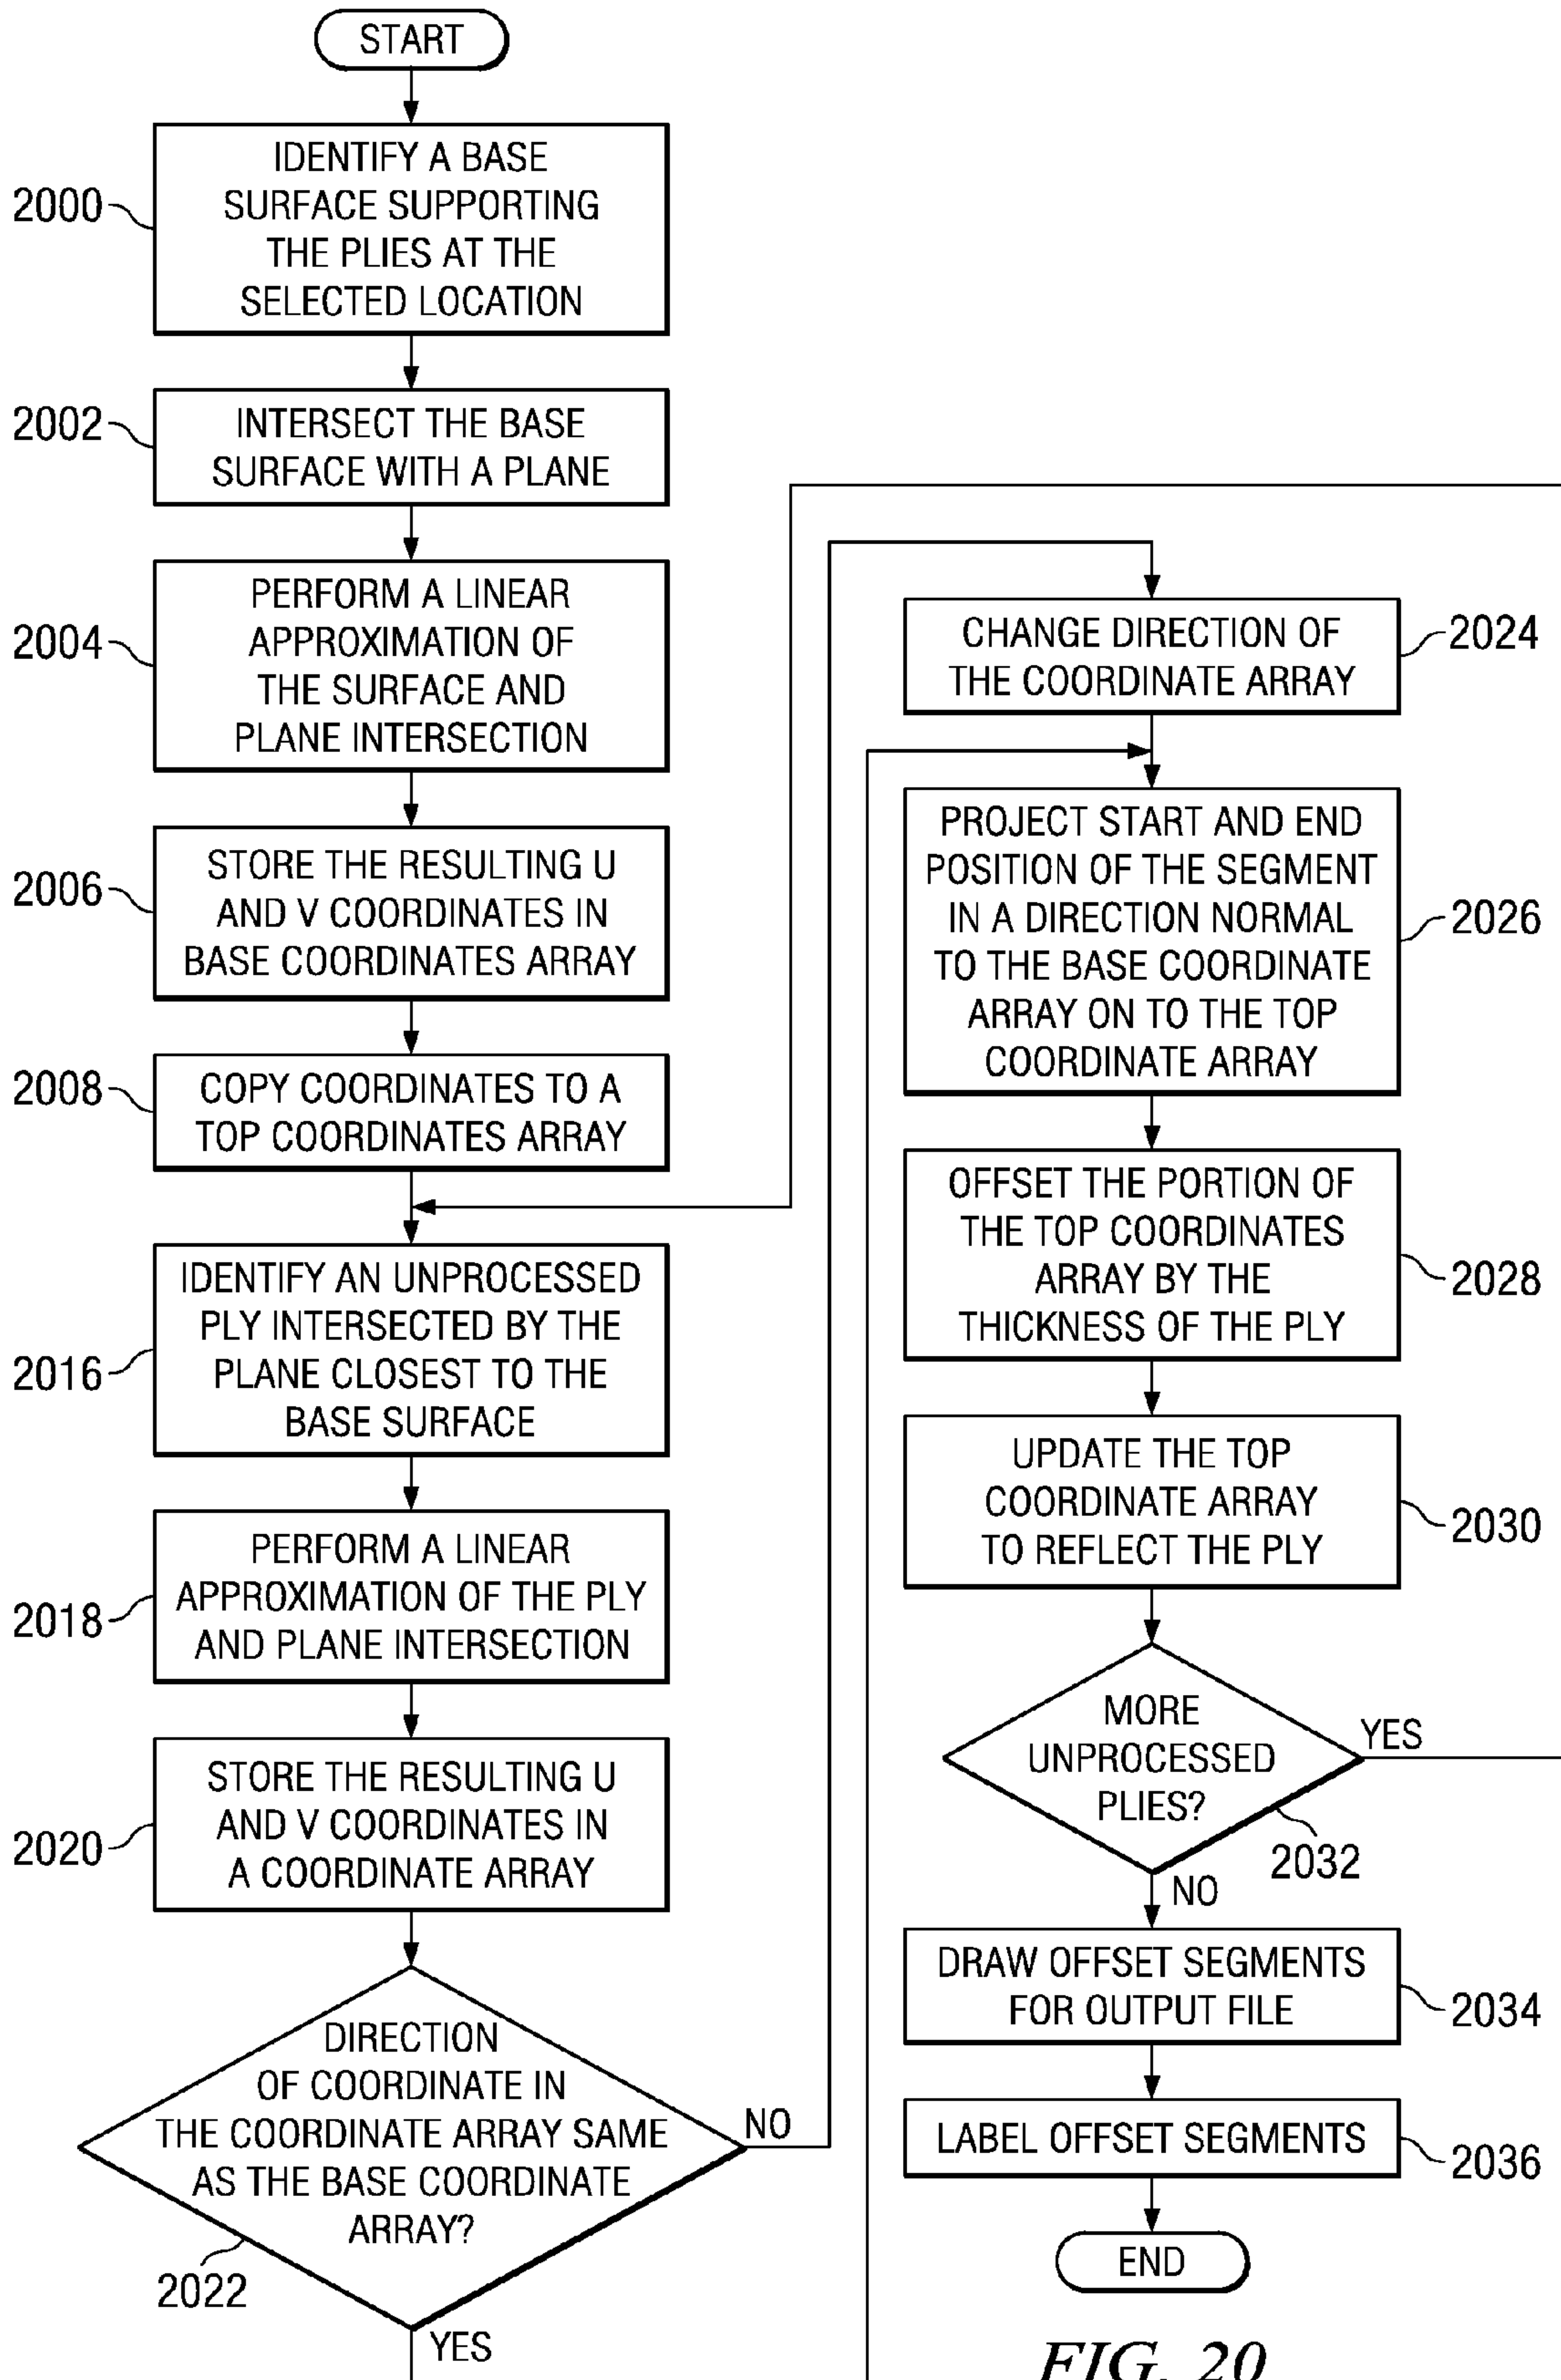 START
IDENTIFY A BASE
SURFACE SUPPORTING
THE PLIES AT THE
SELECTED LOCATION
2000
INTERSECT THE BASE
SURFACE WITH A PLANE
2002
PERFORM A LINEAR
APPROXIMATION OF
THE SURFACE AND
PLANE INTERSECTION
2004
STORE THE RESULTING U
AND V COORDINATES IN
BASE COORDINATES ARRAY
2006
COPY COORDINATES TO A
TOP COORDINATES ARRAY
2008
IDENTIFY AN UNPROCESSED
PLY INTERSECTED BY THE
PLANE CLOSEST TO THE
BASE SURFACE
2016
PERFORM A LINEAR
APPROXIMATION OF THE PLY
AND PLANE INTERSECTION
2018
STORE THE RESULTING U
AND V COORDINATES IN
A COORDINATE ARRAY
2020
DIRECTION
OF COORDINATE IN
THE COORDINATE ARRAY SAME
AS THE BASE COORDINATE
ARRAY?
2022
NO
YES
CHANGE DIRECTION OF
THE COORDINATE ARRAY
2024
PROJECT START AND END
POSITION OF THE SEGMENT
IN A DIRECTION NORMAL
TO THE BASE COORDINATE
ARRAY ON TO THE TOP
COORDINATE ARRAY
2026
OFFSET THE PORTION OF
THE TOP COORDINATES
ARRAY BY THE
THICKNESS OF THE PLY
2028
UPDATE THE TOP
COORDINATE ARRAY
TO REFLECT THE PLY
2030
MORE
UNPROCESSED
PLIES?
YES
2032
NO
DRAW OFFSET SEGMENTS
FOR OUTPUT FILE
2034
LABEL OFFSET SEGMENTS
2036
END
FIG. 20